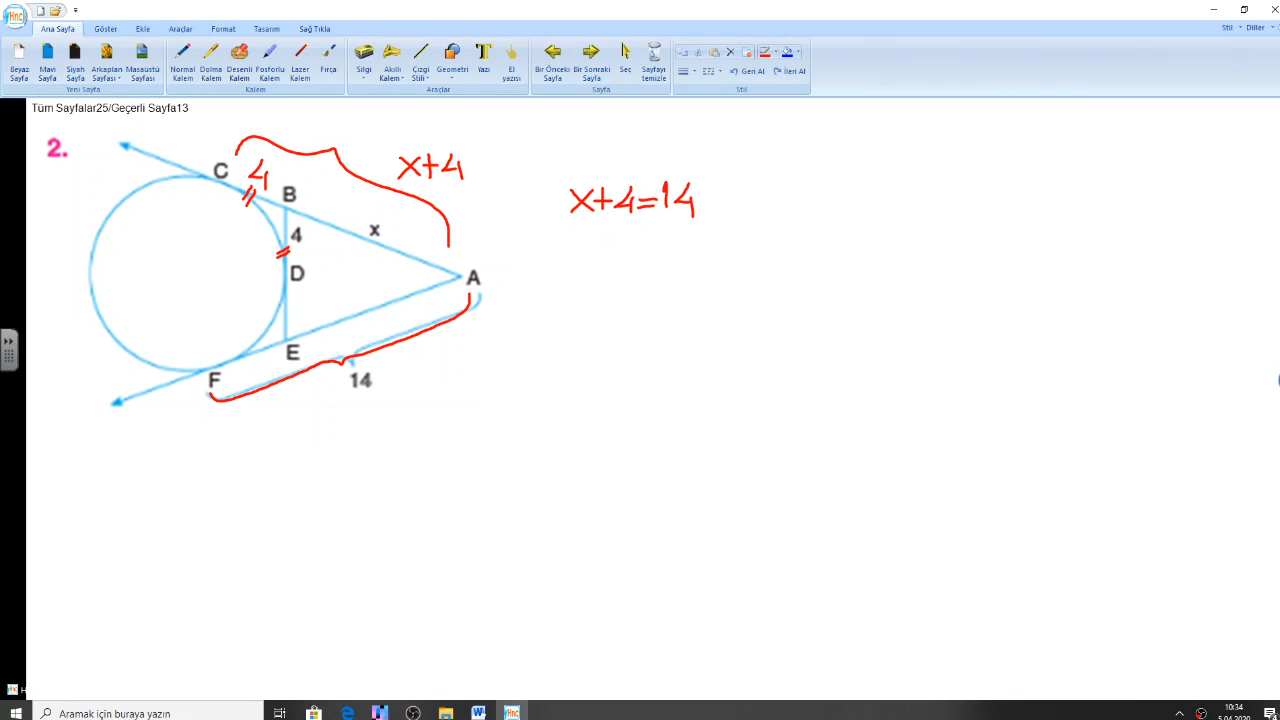 yHnc
Ana Sayfa Göster Ekle Araçlar Format Tasarım Sağ Tıkla
Stil Diller
Beyaz Sayfa
Mavi Sayfa
Siyah Sayfa
Arkaplan Sayfası
Masaüstü Sayfası
Yeni Sayfa
Normal Kalem
Dolma Kalem
Desenli Kalem
Fosforlu Kalem
Lazer Kalem
Fırça
Kalem
Silgi
Akıllı Kalem
Çizgi Stili
Geometri
Yazı
El yazısı
Araçlar
Bir Önceki Sayfa
Bir Sonraki Sayfa
Seç
Sayfayı temizle
Sayfa
Geri Al
İleri Al
Stil
Tüm Sayfalar25/Geçerli Sayfa13
2.
C
4
x+4
B
x+4=14
4
x
D
A
E
F
14
H
Aramak için buraya yazın
10:34
5.04.2020